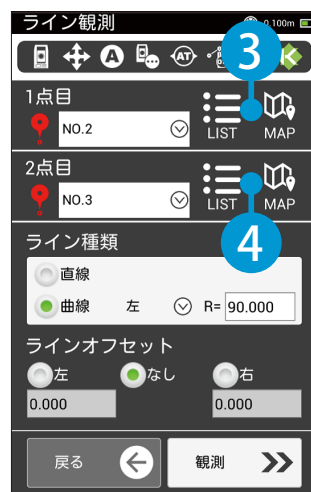 ライン観測 0.100m
A AT
3
1点目
NO.2 LIST MAP
2点目
NO.3 LIST MAP
4
ライン種類
直線
曲線 左 R= 90.000
ラインオフセット
左 なし 右
0.000 0.000
戻る 観測